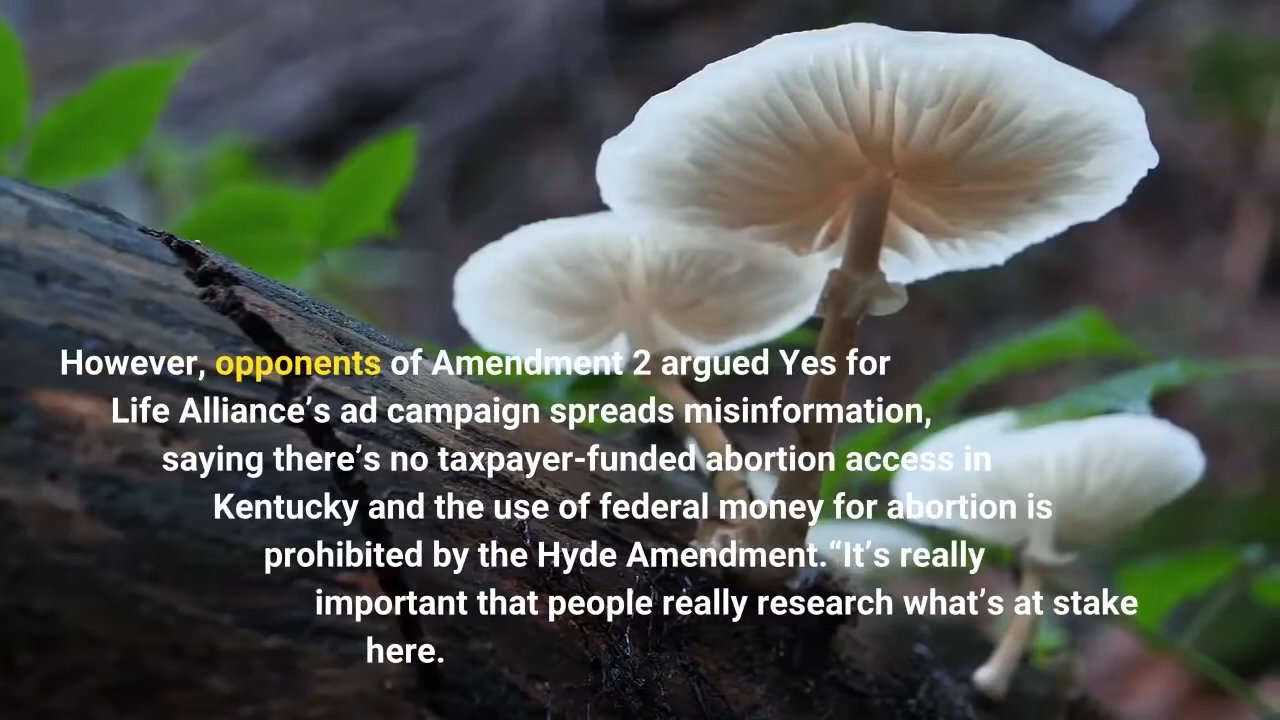 However, opponents of Amendment 2 argued Yes for
Life Alliance’s ad campaign spreads misinformation,
saying there’s no taxpayer-funded abortion access in
Kentucky and the use of federal money for abortion is
prohibited by the Hyde Amendment.“It’s really
important that people really research what’s at stake
here.